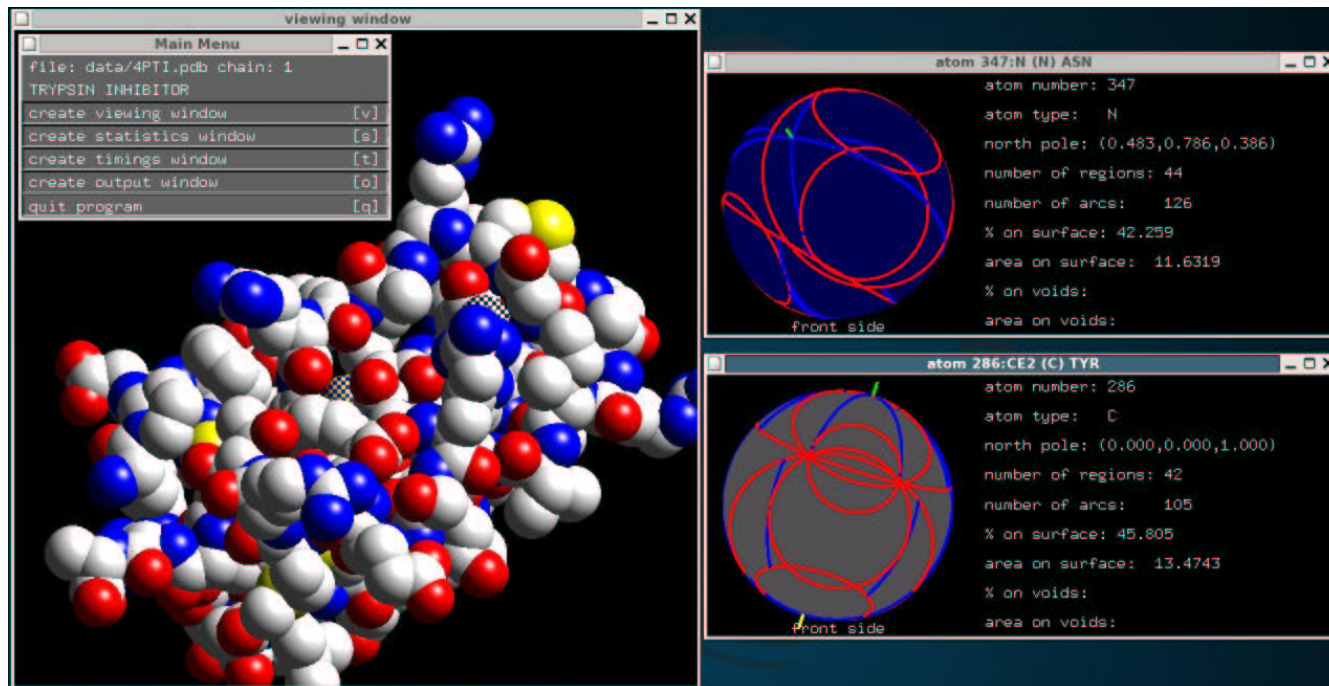 viewing window
Main Menu
file: data/4PTI.pdb chain: 1
TRYPSIN INHIBITOR
create viewing window [v]
create statistics window [s]
create timings window [t]
create output window [o]
quit program [q]
atom 347:N (N) ASN
atom number: 347
atom type: N
north pole: (0.483,0.786,0.386)
number of regions: 44
number of arcs: 126
% on surface: 42.259
area on surface: 11.6319
% on voids:
area on voids:
front side
atom 286:CE2 (C) TYR
atom number: 286
atom type: C
north pole: (0.000,0.000,1.000)
number of regions: 42
number of arcs: 105
% on surface: 45.805
area on surface: 13.4743
% on voids:
area on voids:
front side